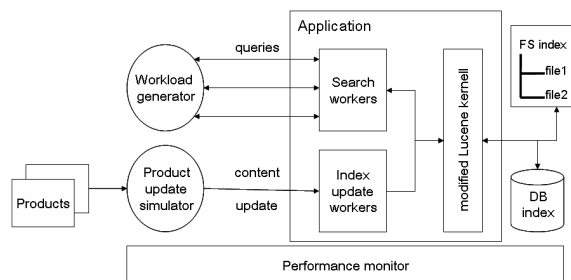 Application
FS index
file1
file2
queries
Workload
generator
Search
workers
modified Lucene kernell
Products
Product
update
simulator
content
update
Index
update
workers
DB
index
Performance monitor